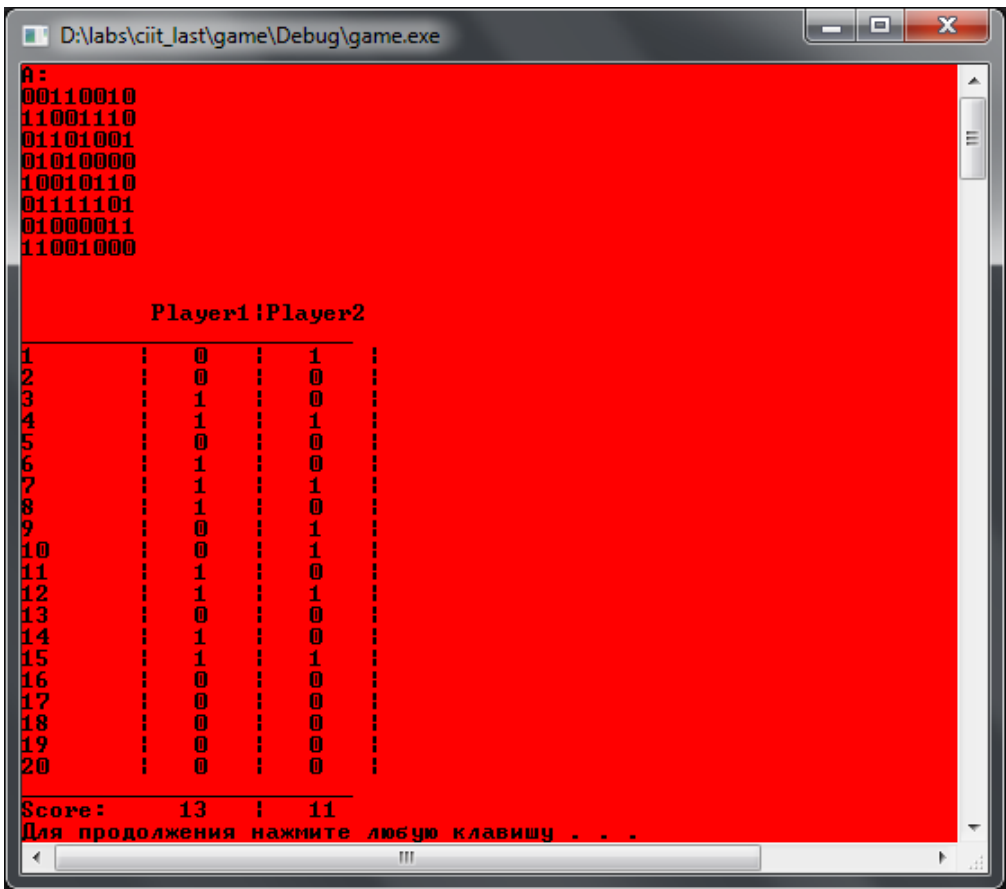 D:\labs\ciit_last\game\Debug\game.exe
A:
00110010
11001110
01101001
01010000
10010110
01111101
01000011
11001000
Player1¦Player2
1 ¦ 0 ¦ 1 ¦
2 ¦ 0 ¦ 0 ¦
3 ¦ 1 ¦ 0 ¦
4 ¦ 1 ¦ 1 ¦
5 ¦ 0 ¦ 0 ¦
6 ¦ 1 ¦ 0 ¦
7 ¦ 1 ¦ 1 ¦
8 ¦ 1 ¦ 0 ¦
9 ¦ 0 ¦ 1 ¦
10 ¦ 0 ¦ 1 ¦
11 ¦ 1 ¦ 0 ¦
12 ¦ 1 ¦ 1 ¦
13 ¦ 0 ¦ 0 ¦
14 ¦ 1 ¦ 0 ¦
15 ¦ 1 ¦ 1 ¦
16 ¦ 0 ¦ 0 ¦
17 ¦ 0 ¦ 0 ¦
18 ¦ 0 ¦ 0 ¦
19 ¦ 0 ¦ 0 ¦
20 ¦ 0 ¦ 0 ¦
Score: 13 ¦ 11
Для продолжения нажмите любую клавишу . . .